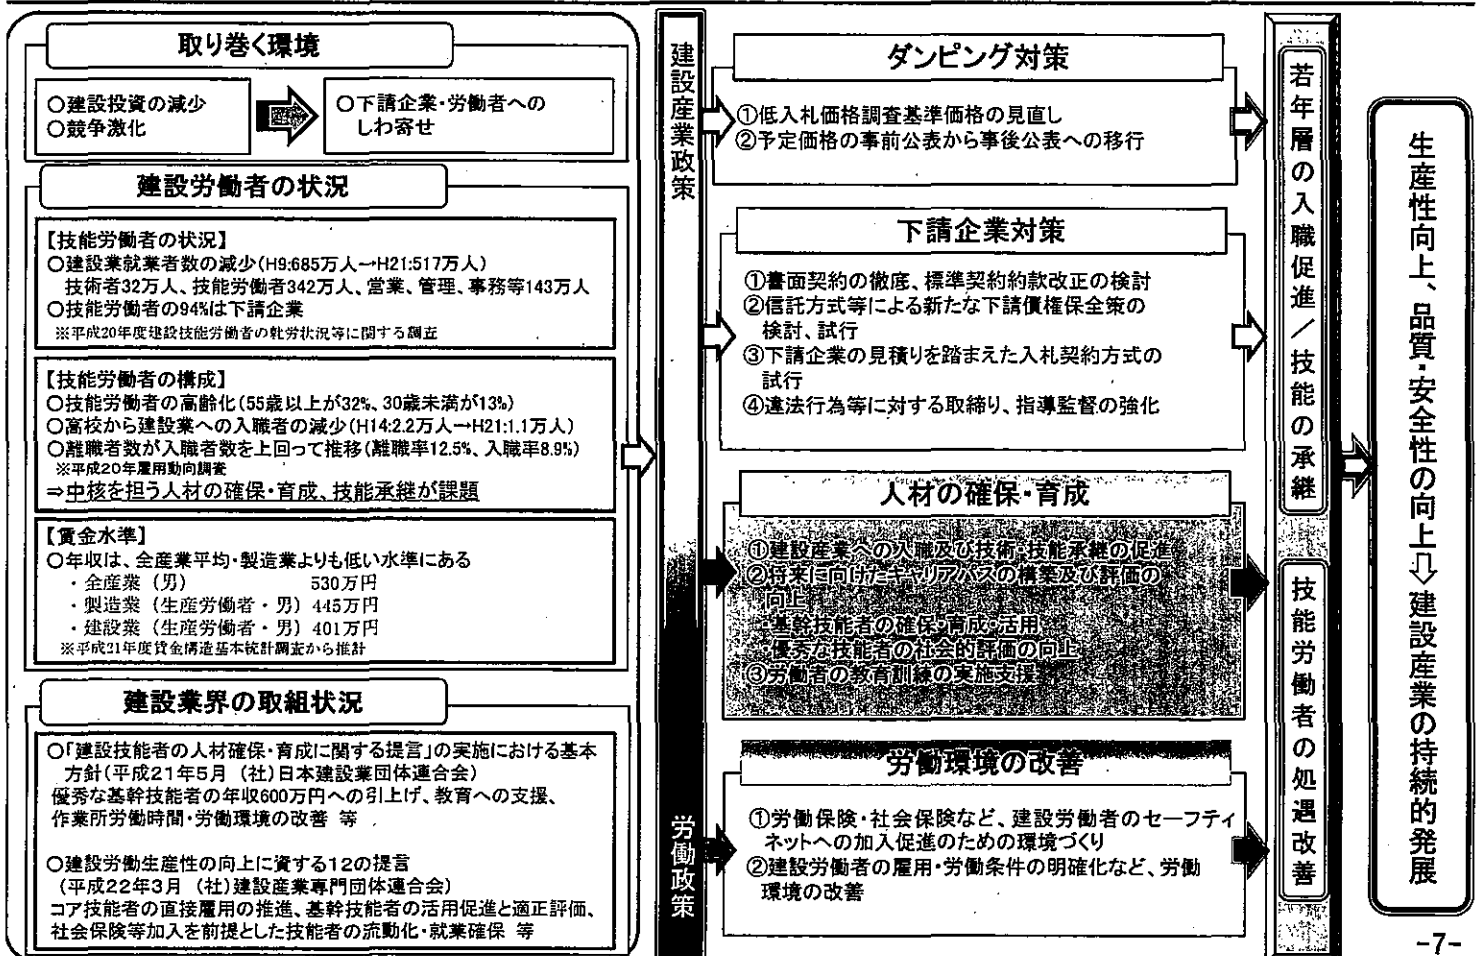 取り巻く環境
○建設投資の減少
○競争激化
○下請企業・労働者への
しわ寄せ
建設労働者の状況
【技能労働者の状況】
○建設業就業者数の減少(H9:685万人→H21:517万人)
技術者32万人、技能労働者342万人、営業、管理、事務等143万人
○技能労働者の94%は下請企業
※平成20年度建設技能労働者の就労状況等に関する調査
【技能労働者の構成】
○技能労働者の高齢化(55歳以上が32%、30歳未満が13%)
○高校から建設業への入職者の減少(H14:2.2万人→H21:1.1万人)
○離職者数が入職者数を上回って推移(離職率12.5%、入職率8.9%)
※平成20年雇用動向調査
⇒中核を担う人材の確保・育成、技能承継が課題
【賃金水準】
○年収は、全産業平均・製造業よりも低い水準にある
・全産業(男) 530万円
・製造業(生産労働者・男) 445万円
・建設業(生産労働者・男) 401万円
※平成21年度賃金構造基本統計調査から推計
建設業界の取組状況
○「建設技能者の人材確保・育成に関する提言」の実施における基本
方針(平成21年5月 (社)日本建設業団体連合会)
優秀な基幹技能者の年収600万円への引上げ、教育への支援、
作業所労働時間・労働環境の改善 等
○建設労働生産性の向上に資する12の提言
(平成22年3月 (社)建設産業専門団体連合会)
コア技能者の直接雇用の推進、基幹技能者の活用促進と適正評価、
社会保険等加入を前提とした技能者の流動化・就業確保 等
建設産業政策
労働政策
ダンピング対策
①低入札価格調査基準価格の見直し
②予定価格の事前公表から事後公表への移行
下請企業対策
①書面契約の徹底、標準契約約款改正の検討
②信託方式等による新たな下請債権保全策の
検討、試行
③下請企業の見積りを踏まえた入札契約方式の
試行
④違法行為等に対する取締り、指導監督の強化
人材の確保・育成
①建設産業への入職及び技術・技能承継の促進
②将来に向けたキャリアパスの構築及び評価の
向上
・基幹技能者の確保・育成・活用
・優秀な技能者の社会的評価の向上
③労働者の教育訓練の実施支援
労働環境の改善
①労働保険・社会保険など、建設労働者のセーフティ
ネットへの加入促進のための環境づくり
②建設労働者の雇用・労働条件の明確化など、労働
環境の改善
若年層の入職促進/技能の承継
技能労働者の処遇改善
生産性向上、品質・安全性の向上⇩建設産業の持続的発展
-7-